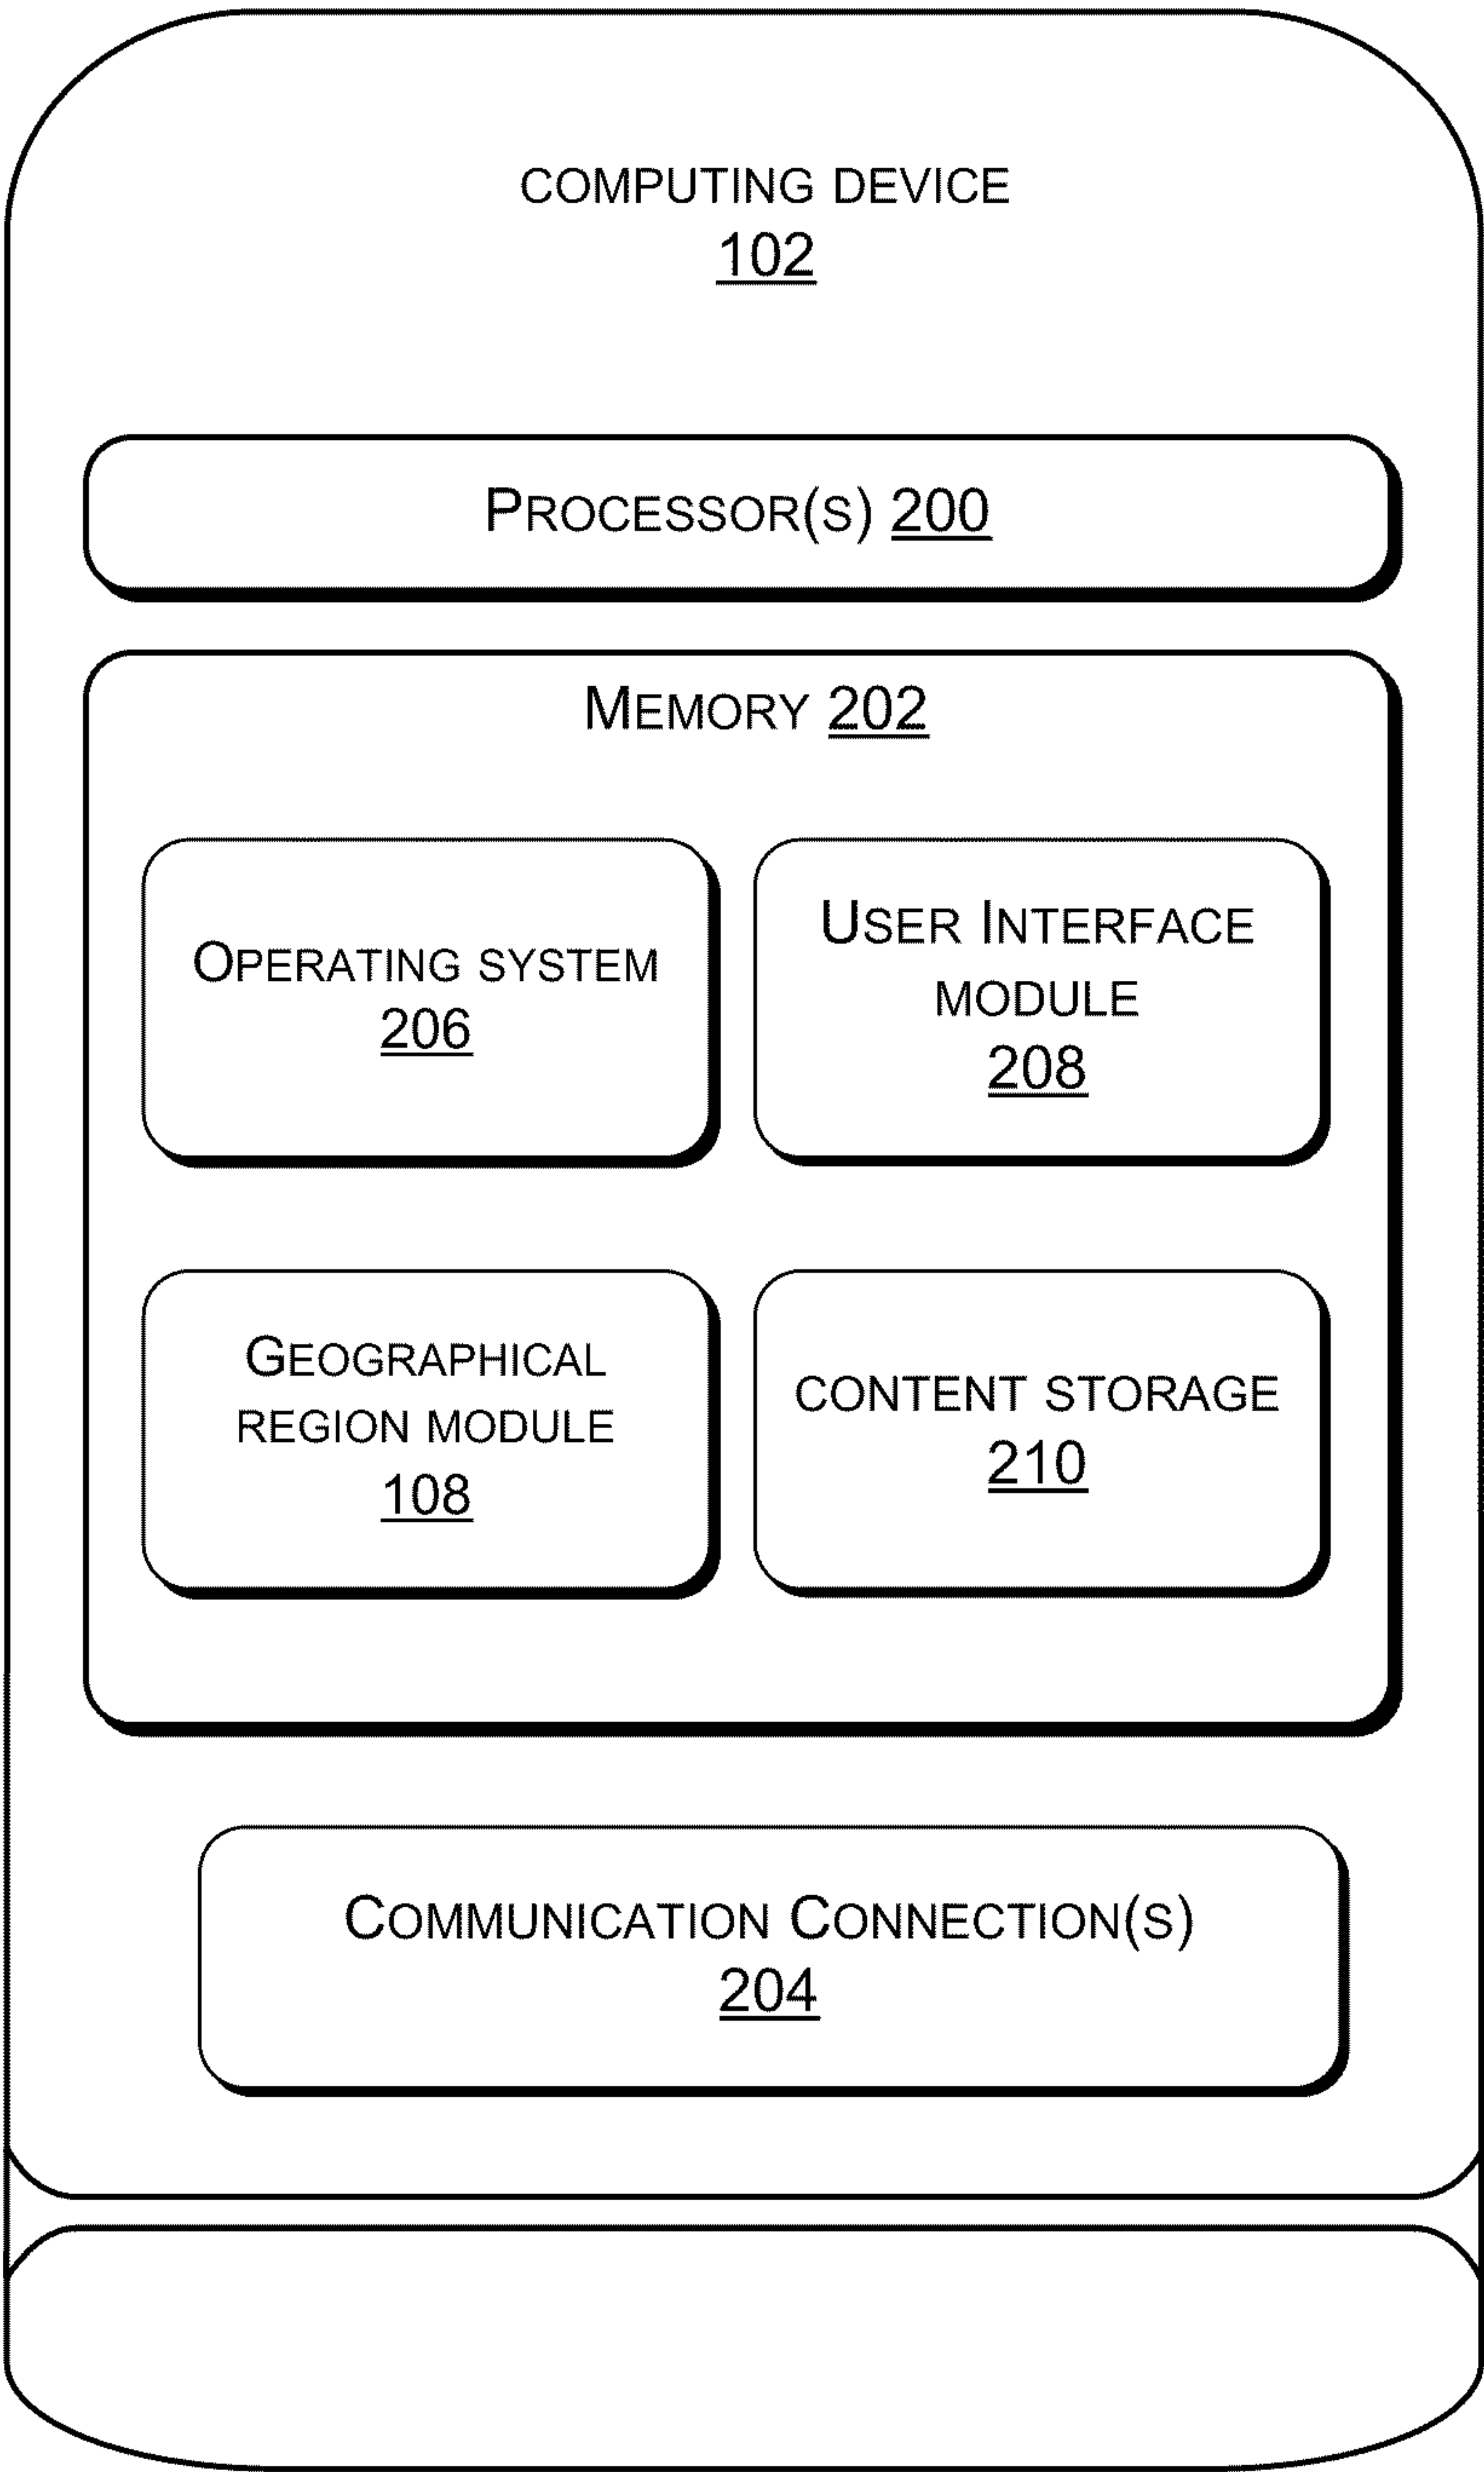 COMPUTING DEVICE
102
PROCESSOR(S) 200
MEMORY 202
OPERATING SYSTEM
206
USER INTERFACE
MODULE
208
GEOGRAPHICAL
REGION MODULE
108
CONTENT STORAGE
210
COMMUNICATION CONNECTION(S)
204